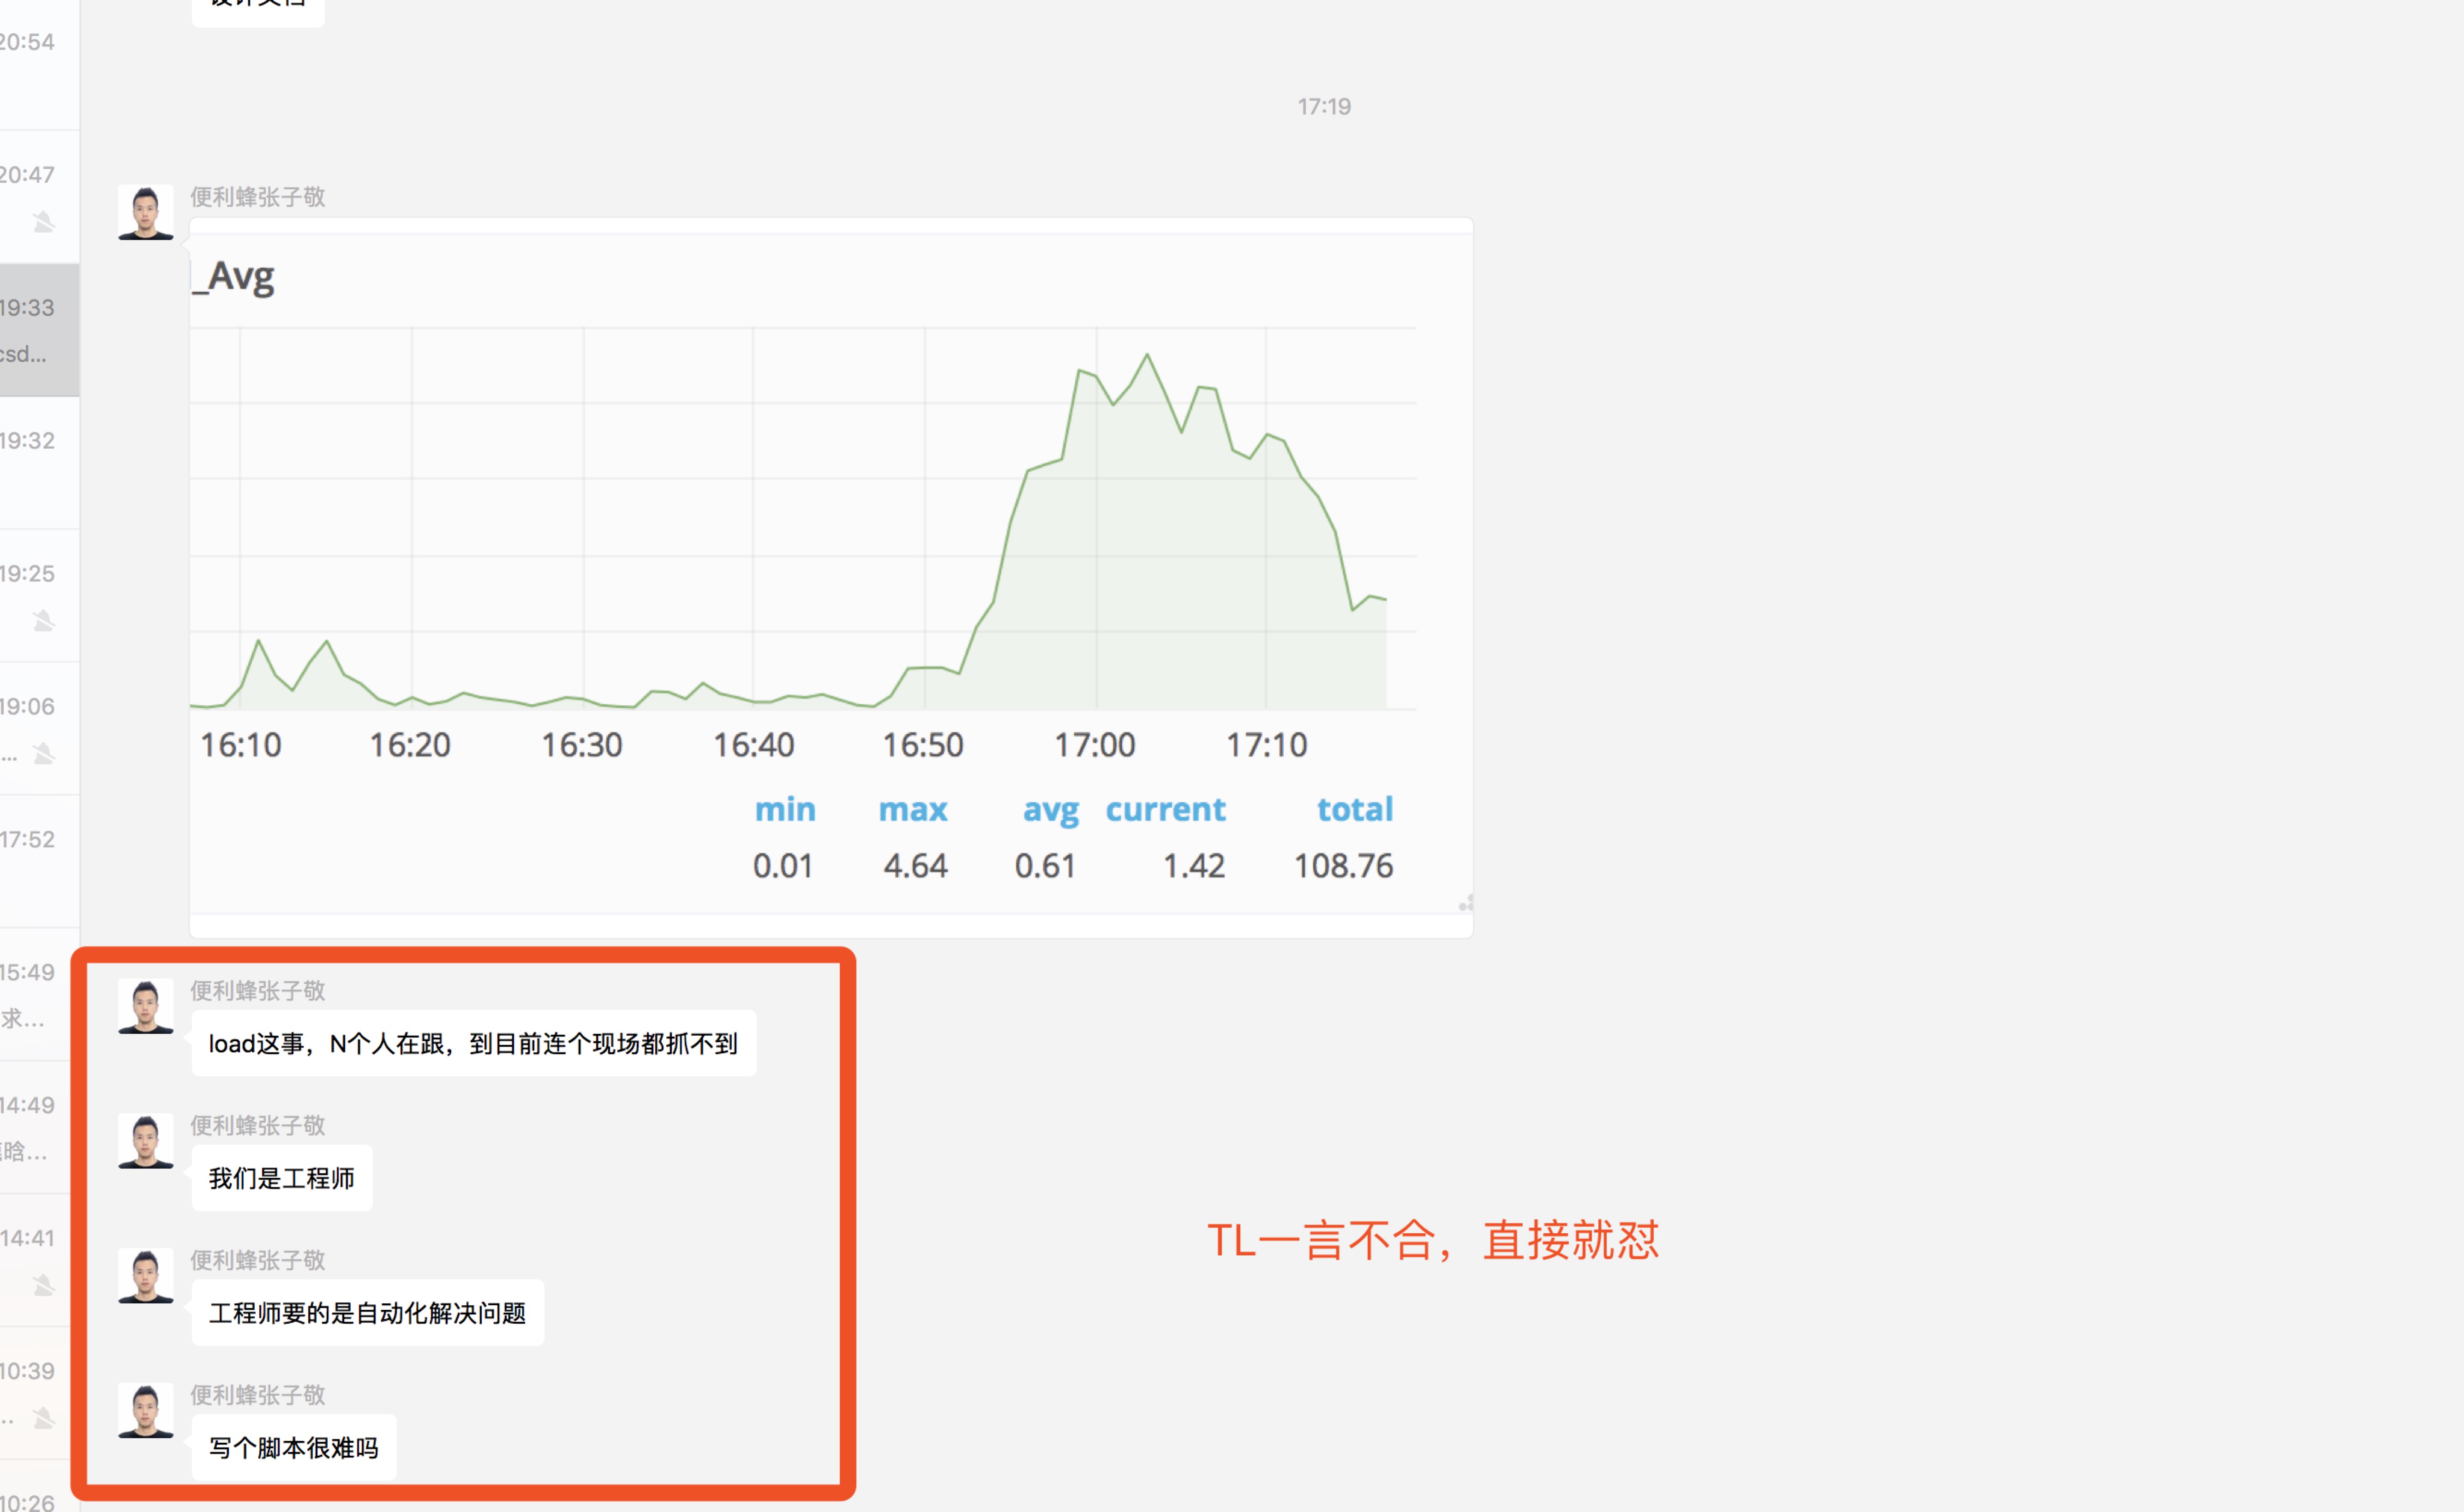 设计文档
20:54
17:19
20:47
便利蜂张子敬
_Avg
19:33
csd...
19:32
19:25
19:06
...
16:10 16:20 16:30 16:40 16:50 17:00 17:10
min max avg current total
17:52
0.01 4.64 0.61 1.42 108.76
15:49
求...
便利蜂张子敬
load这事，N个人在跟，到目前连个现场都抓不到
14:49
晗...
便利蜂张子敬
我们是工程师
14:41
便利蜂张子敬
工程师要的是自动化解决问题
TL一言不合，直接就怼
10:39
..
便利蜂张子敬
写个脚本很难吗
10:26